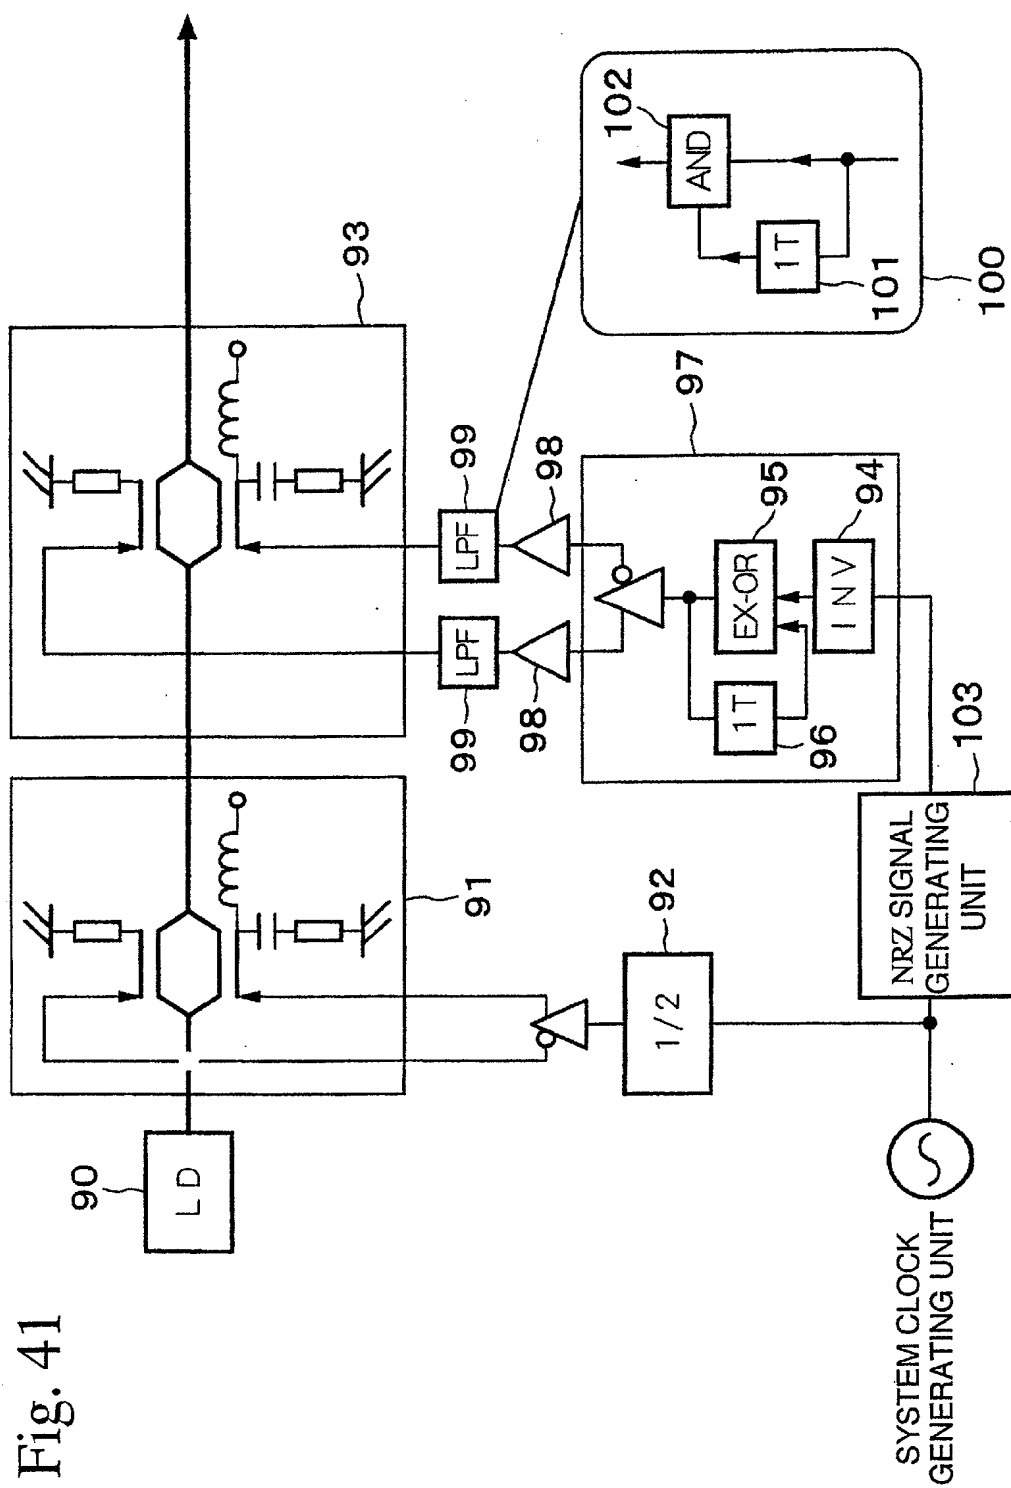 Fig. 41
90
LD
91
93
92
1/2
99
LPF
LPF
99
98
98
97
EX-OR
95
1T
96
INV
94
102
AND
1T
101
100
103
NRZ SIGNAL
GENERATING
UNIT
SYSTEM CLOCK
GENERATING UNIT